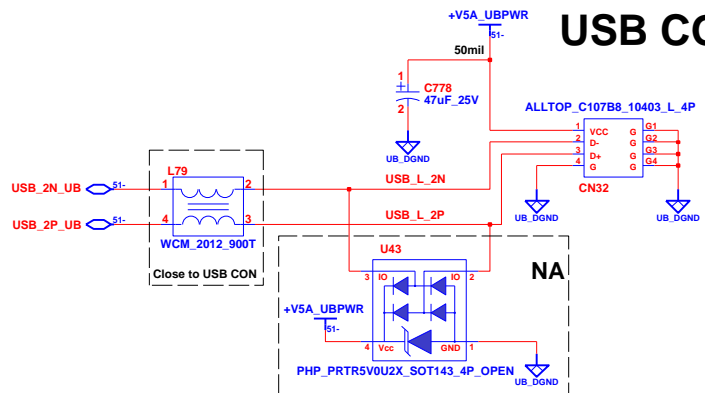 +V5A_UBPWR
51-
USB CO
50mil
1
+
C778
47uF_25V
2
UB_DGND
ALLTOP_C107B8_10403_L_4P
1 VCC G G1
2 D- G G2
3 D+ G G3
4 G G G4
CN32
UB_DGND
UB_DGND
L79
USB_2N_UB 51- 1 2 USB_L_2N
USB_2P_UB 51- 4 3 USB_L_2P
WCM_2012_900T
Close to USB CON
U43
NA
3 IO IO 2
+V5A_UBPWR
51-
4 Vcc GND 1
PHP_PRTR5V0U2X_SOT143_4P_OPEN
UB_DGND